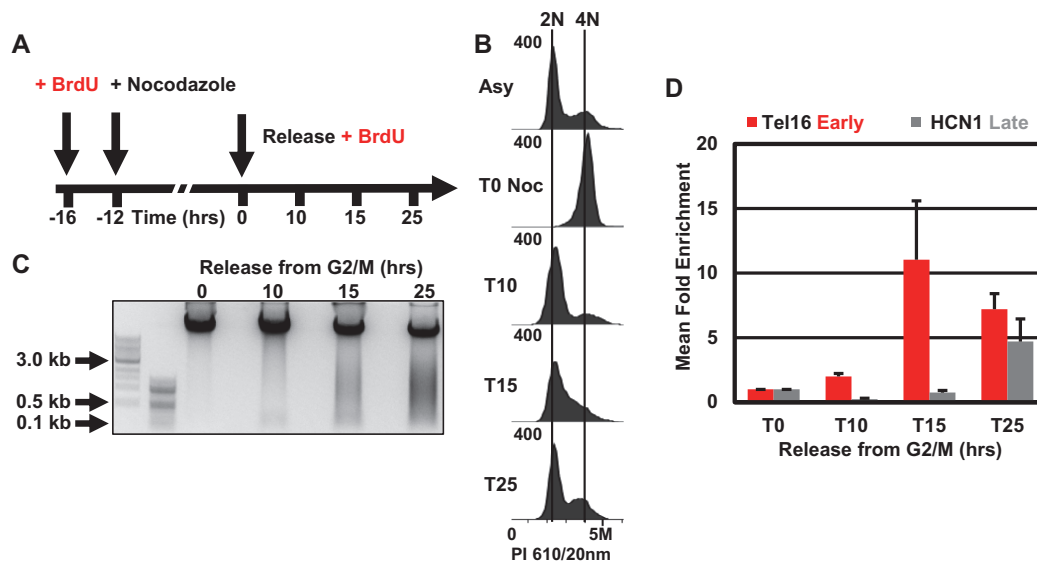 A
+ BrdU + Nocodazole
Release + BrdU
-16 -12 Time (hrs) 0 10 15 25
B
2N 4N
400
Asy
400
T0 Noc
400
T10
400
T15
400
T25
0 5M
PI 610/20nm
C
Release from G2/M (hrs)
0 10 15 25
3.0 kb
0.5 kb
0.1 kb
D
Tel16 Early HCN1 Late
Mean Fold Enrichment
20
15
10
5
0
T0 T10 T15 T25
Release from G2/M (hrs)